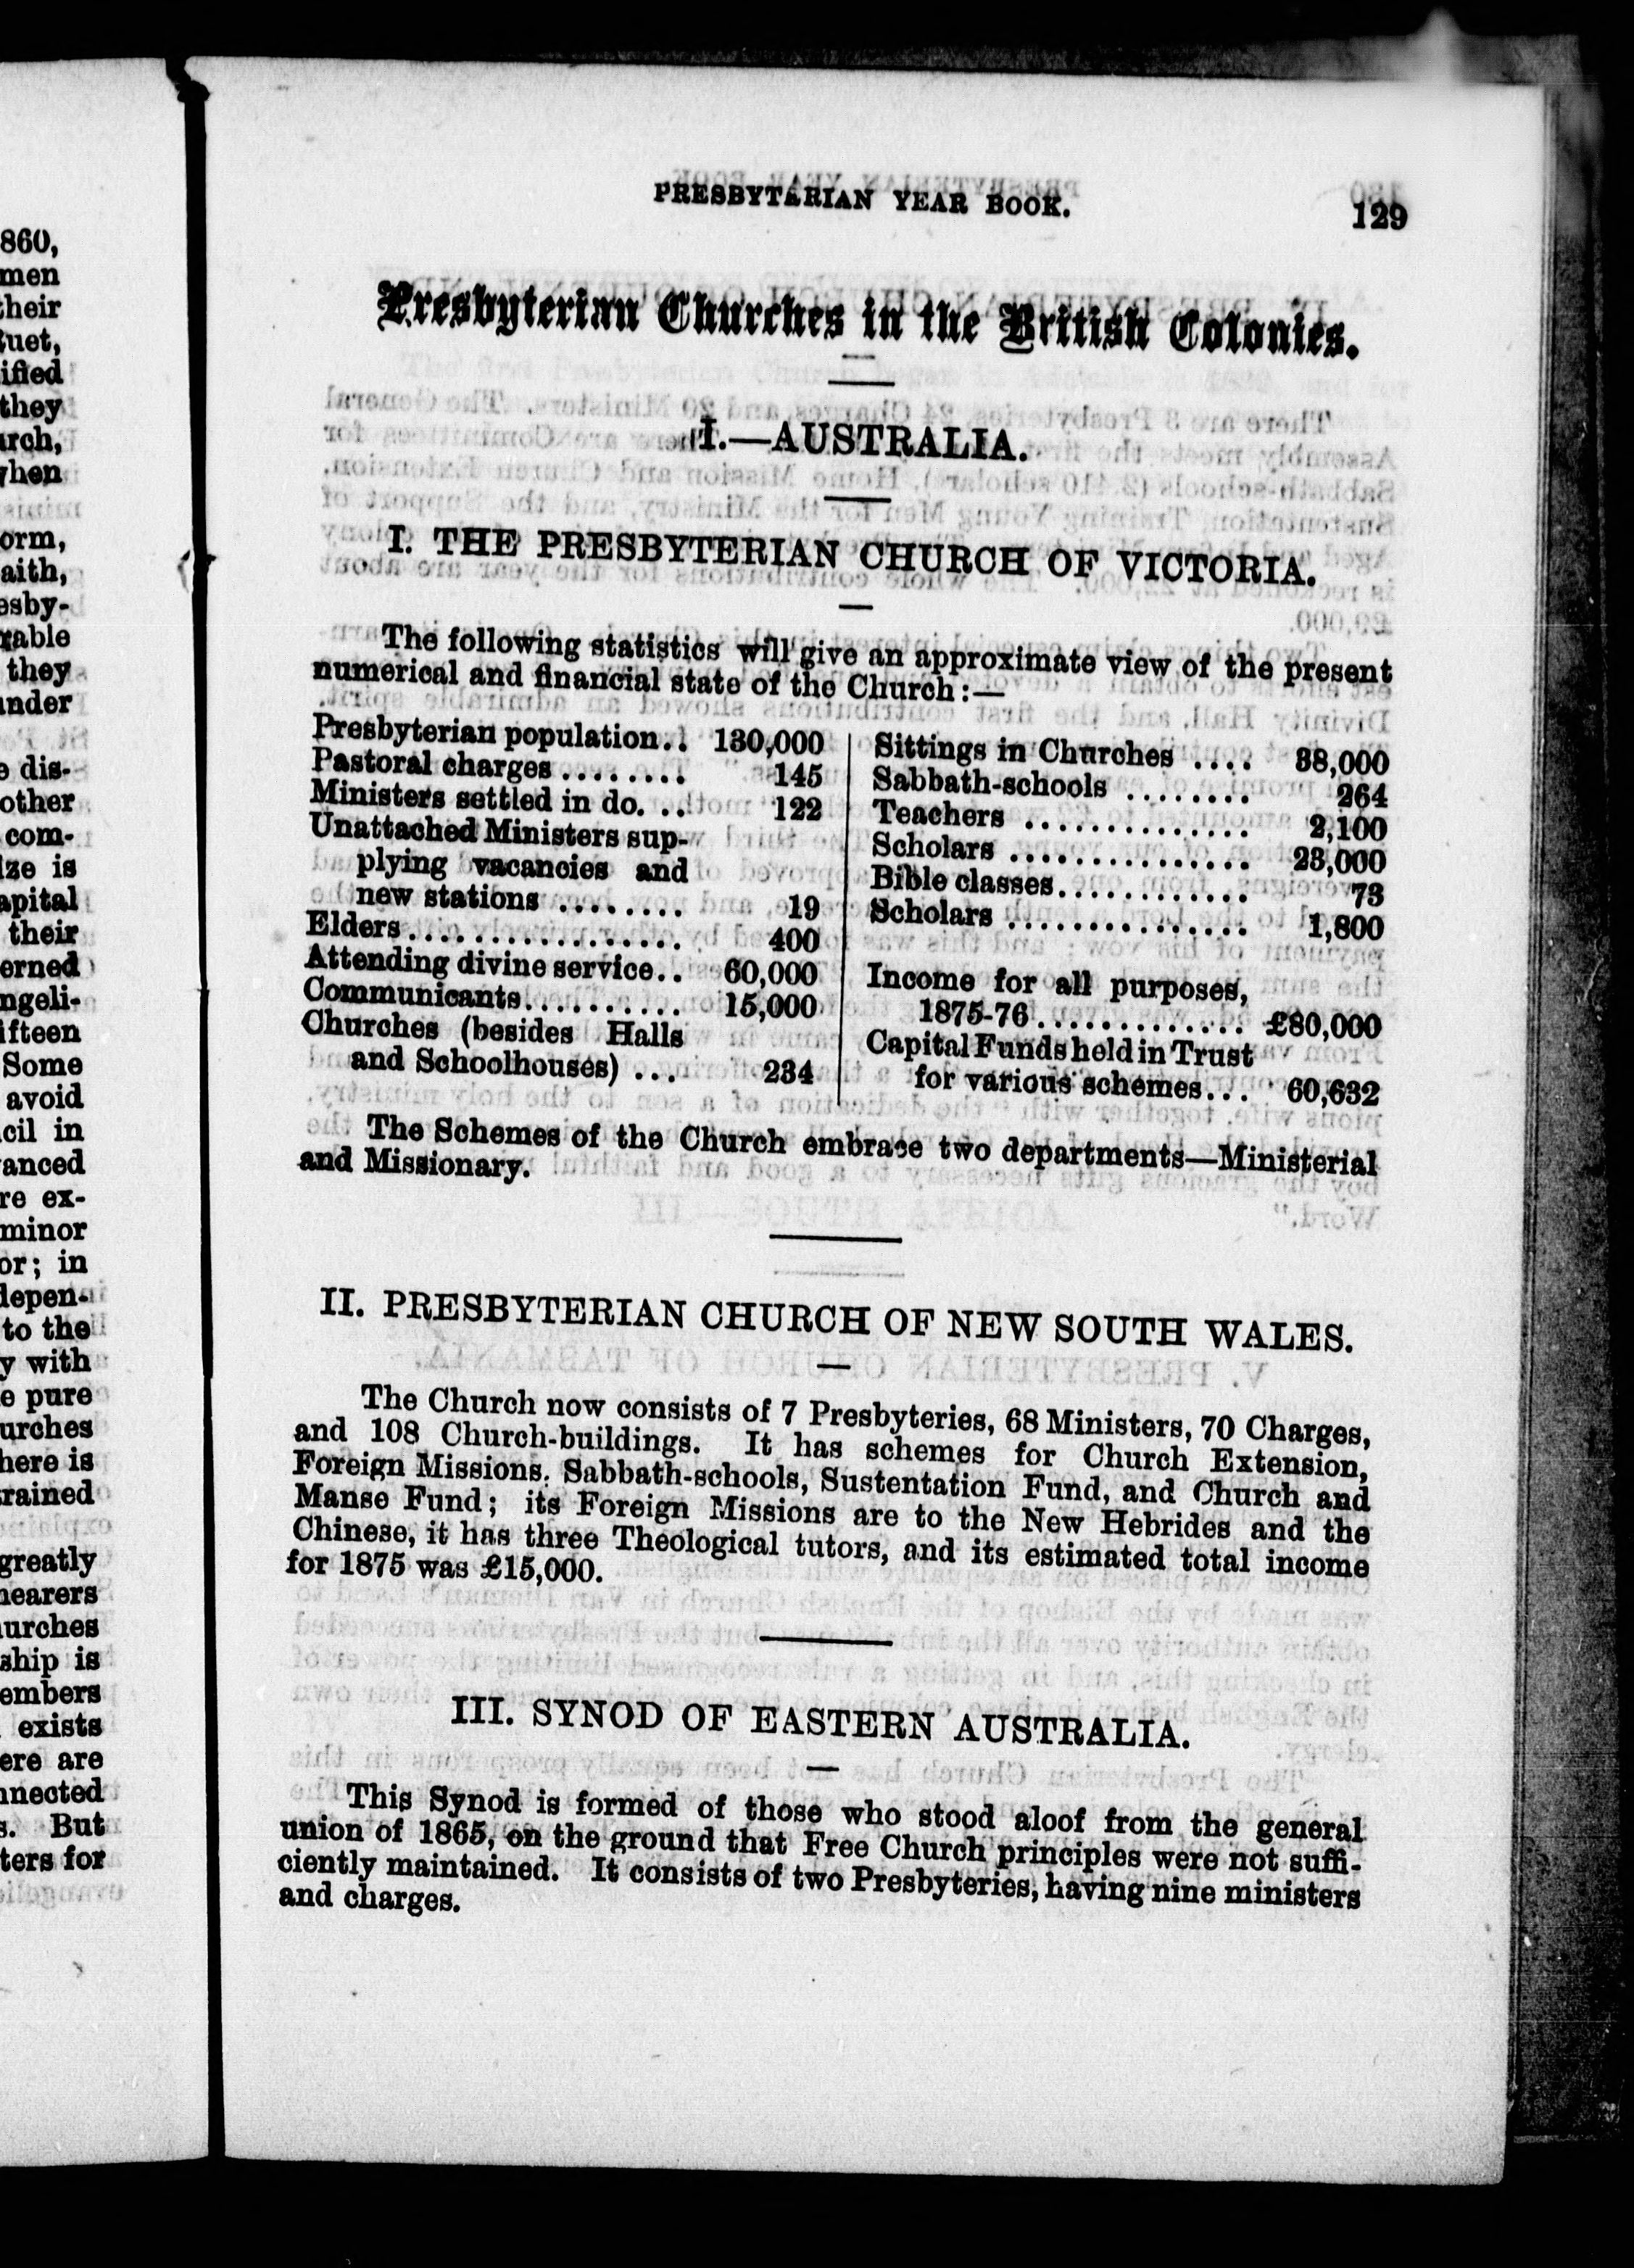 PRESBYTERIAN YEAR BOOK.
129
Presbyterian Churches in the British Colonies.
I.—AUSTRALIA.
I. THE PRESBYTERIAN CHURCH OF VICTORIA.
The following statistics will give an approximate view of the present
numerical and financial state of the Church:—
Presbyterian population.. 130,000
Pastoral charges ........ 145
Ministers settled in do. .. 122
Unattached Ministers sup-
plying vacancies and
new stations ........ 19
Elders................. 400
Attending divine service.. 60,000
Communicants.......... 15,000
Churches (besides Halls
and Schoolhouses) ... 234
Sittings in Churches .... 38,000
Sabbath-schools ........ 264
Teachers .............. 2,100
Scholars ............... 23,000
Bible classes............ 73
Scholars ............... 1,800
Income for all purposes,
1875-76............. £80,000
Capital Funds held in Trust
for various schemes... 60,632
The Schemes of the Church embrace two departments—Ministerial
and Missionary.
II. PRESBYTERIAN CHURCH OF NEW SOUTH WALES.
The Church now consists of 7 Presbyteries, 68 Ministers, 70 Charges,
and 108 Church-buildings. It has schemes for Church Extension,
Foreign Missions. Sabbath-schools, Sustentation Fund, and Church and
Manse Fund; its Foreign Missions are to the New Hebrides and the
Chinese, it has three Theological tutors, and its estimated total income
for 1875 was £15,000.
III. SYNOD OF EASTERN AUSTRALIA.
This Synod is formed of those who stood aloof from the general
union of 1865, on the ground that Free Church principles were not suffi-
ciently maintained. It consists of two Presbyteries, having nine ministers
and charges.